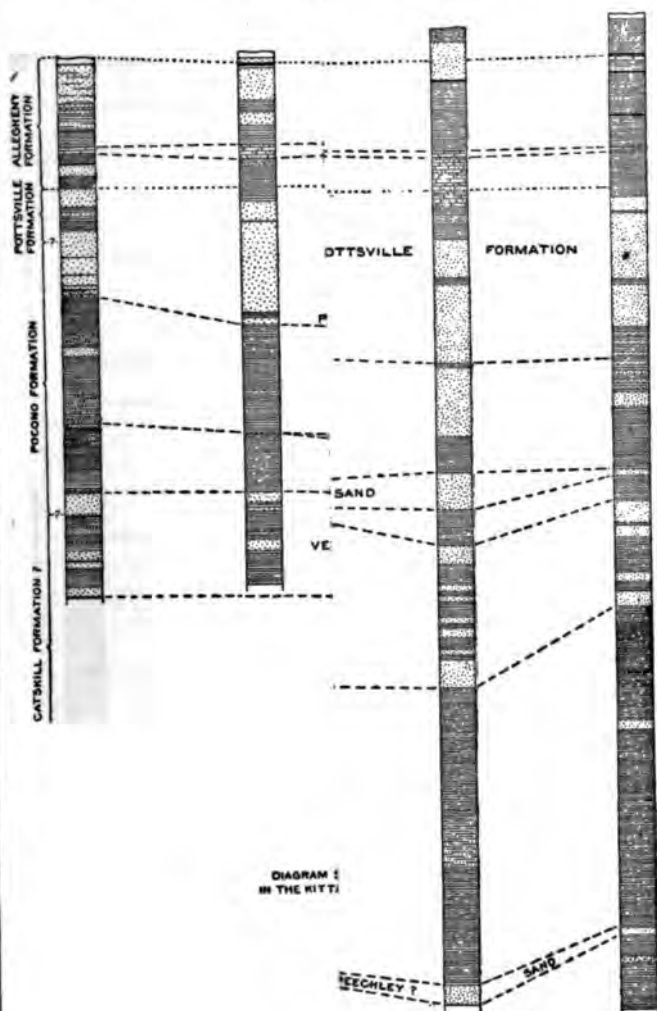 ALLEGHENY
FORMATION
POTTSVILLE
FORMATION
?
POCONO FORMATION
?
CATSKILL FORMATION ?
OTTSVILLE FORMATION
SAND
VE
DIAGRAM
IN THE KITT
EECHLEY ?
SAND